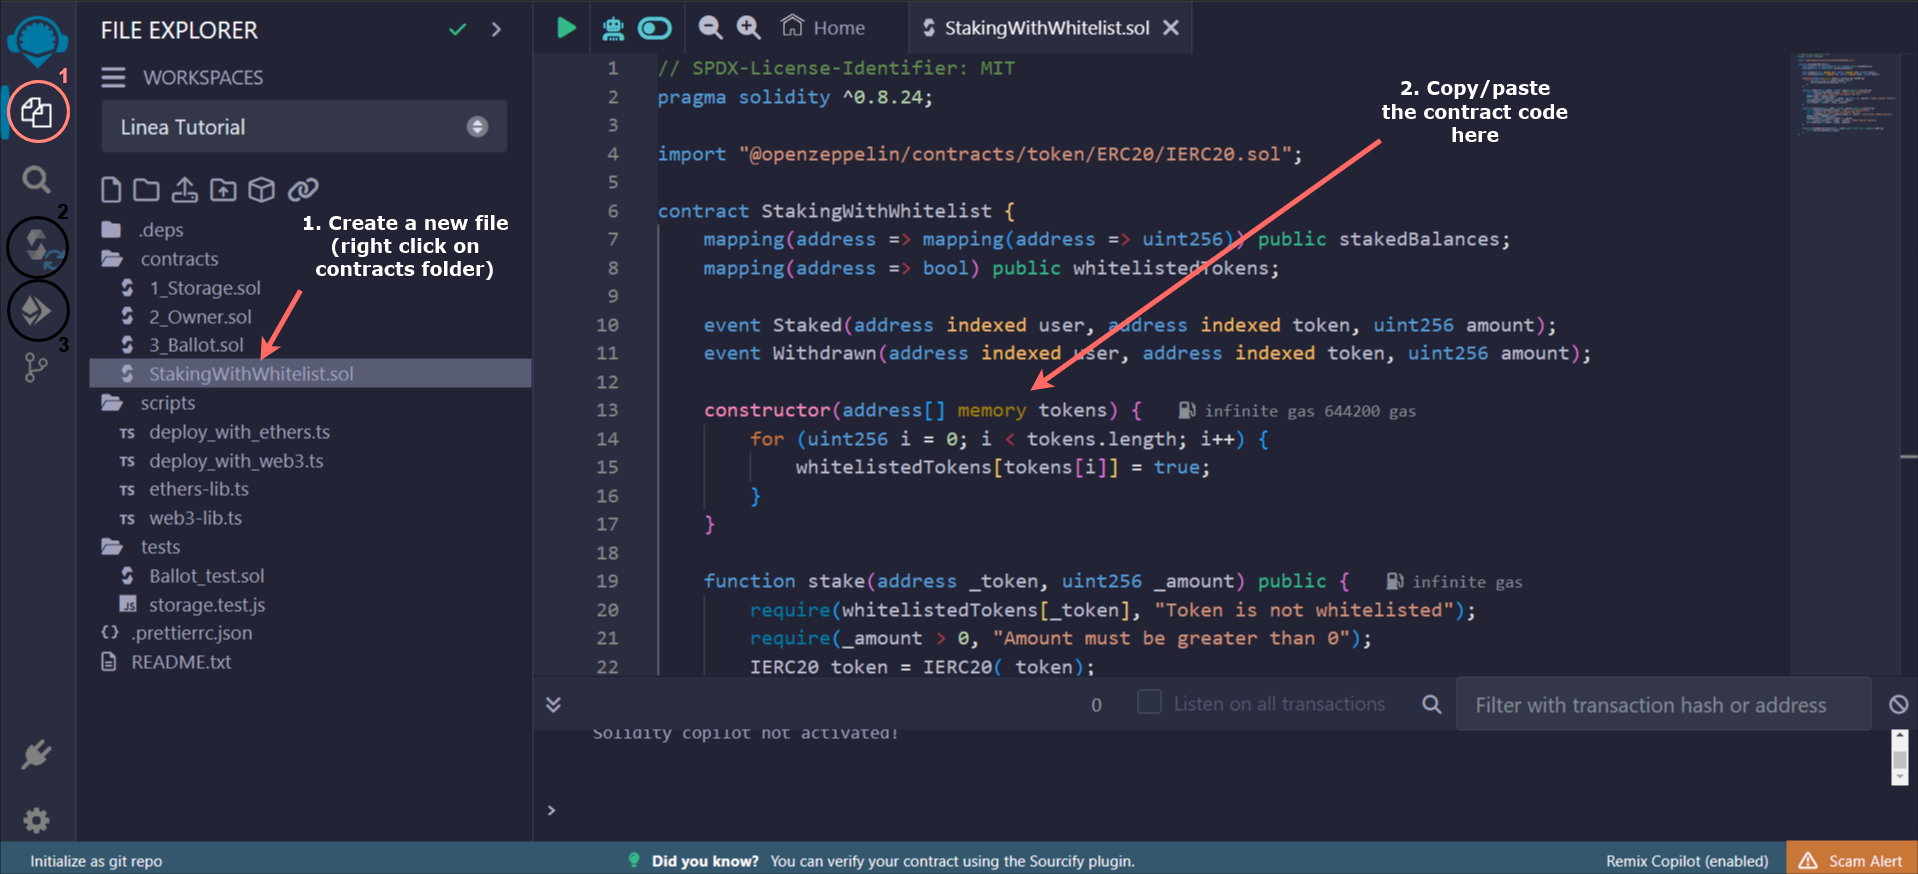 FILE EXPLORER
WORKSPACES
Linea Tutorial
1
2
3
.deps
contracts
1_Storage.sol
2_Owner.sol
3_Ballot.sol
StakingWithWhitelist.sol
scripts
TS deploy_with_ethers.ts
TS deploy_with_web3.ts
TS ethers-lib.ts
TS web3-lib.ts
tests
Ballot_test.sol
JS storage.test.js
{} .prettierrc.json
README.txt
1. Create a new file
(right click on
contracts folder)
Home
StakingWithWhitelist.sol
2. Copy/paste
the contract code
here
1 // SPDX-License-Identifier: MIT
2 pragma solidity ^0.8.24;
3
4 import "@openzeppelin/contracts/token/ERC20/IERC20.sol";
5
6 contract StakingWithWhitelist {
7 mapping(address => mapping(address => uint256)) public stakedBalances;
8 mapping(address => bool) public whitelistedTokens;
9
10 event Staked(address indexed user, address indexed token, uint256 amount);
11 event Withdrawn(address indexed user, address indexed token, uint256 amount);
12
13 constructor(address[] memory tokens) { infinite gas 644200 gas
14 for (uint256 i = 0; i < tokens.length; i++) {
15 whitelistedTokens[tokens[i]] = true;
16 }
17 }
18
19 function stake(address _token, uint256 _amount) public { infinite gas
20 require(whitelistedTokens[_token], "Token is not whitelisted");
21 require(_amount > 0, "Amount must be greater than 0");
22 IERC20 token = IERC20( token);
0
Listen on all transactions
Filter with transaction hash or address
Solidity copilot not activated!
>
Initialize as git repo
Did you know? You can verify your contract using the Sourcify plugin.
Remix Copilot (enabled)
Scam Alert